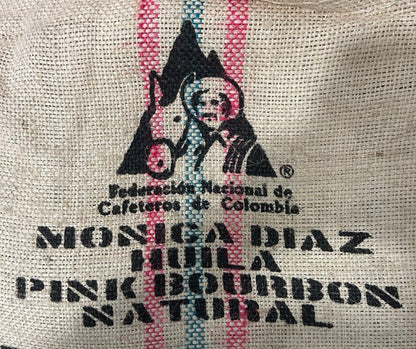 ®
Federación Nacional de
Cafeteros de Colombia
MONICA DIAZ
HUILA
PINK BOURBON
NATURAL